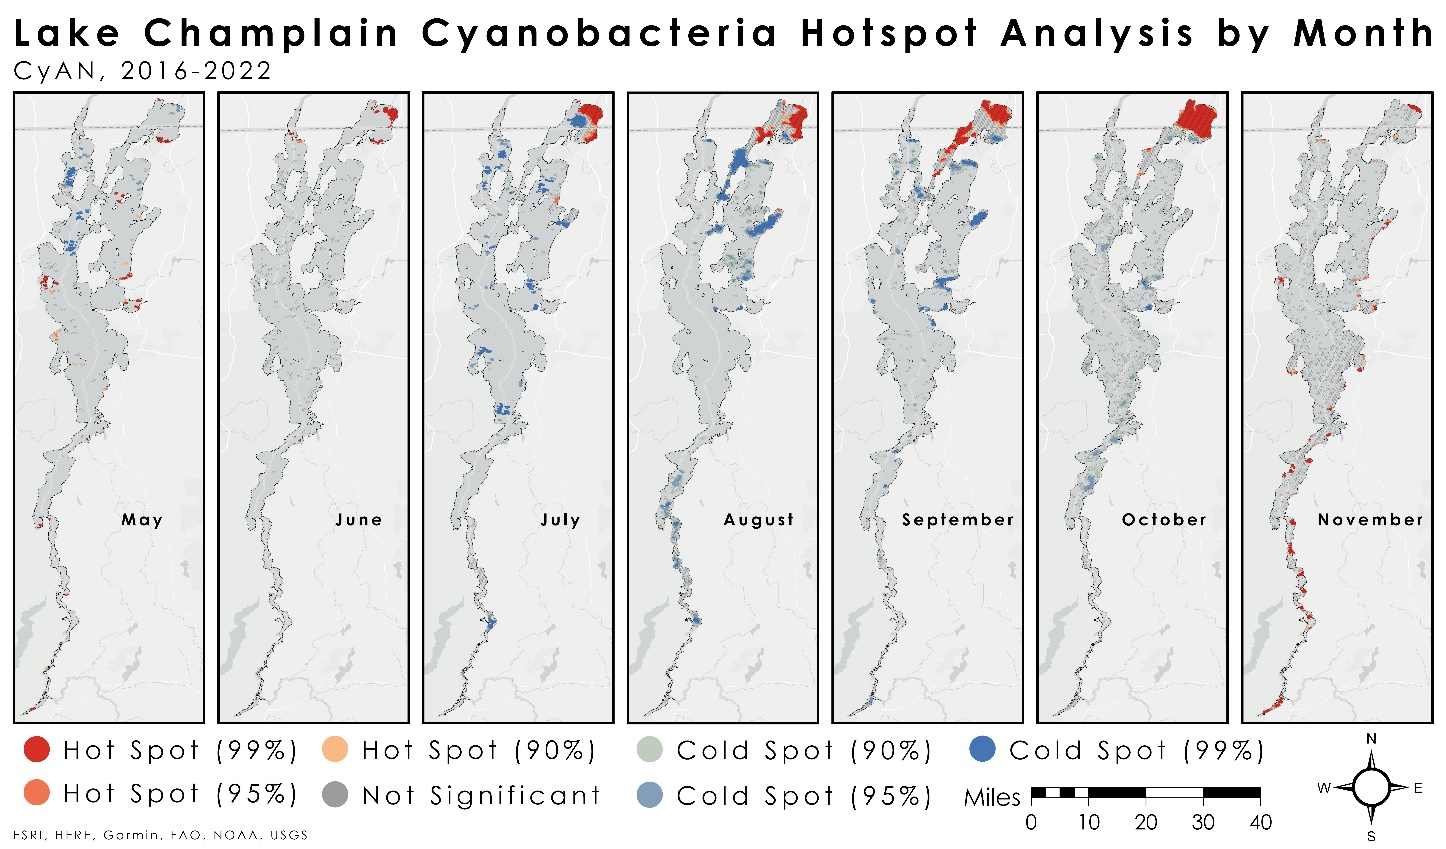 Lake Champlain Cyanobacteria Hotspot Analysis by Month
CyAN, 2016-2022
May
June
July
August
September
October
November
Hot Spot (99%)
Hot Spot (90%)
Cold Spot (90%)
Cold Spot (99%)
Hot Spot (95%)
Not Significant
Cold Spot (95%)
Miles
0 10 20 30 40
N
W E
S
ESRI, HERE, Garmin, FAO, NOAA, USGS